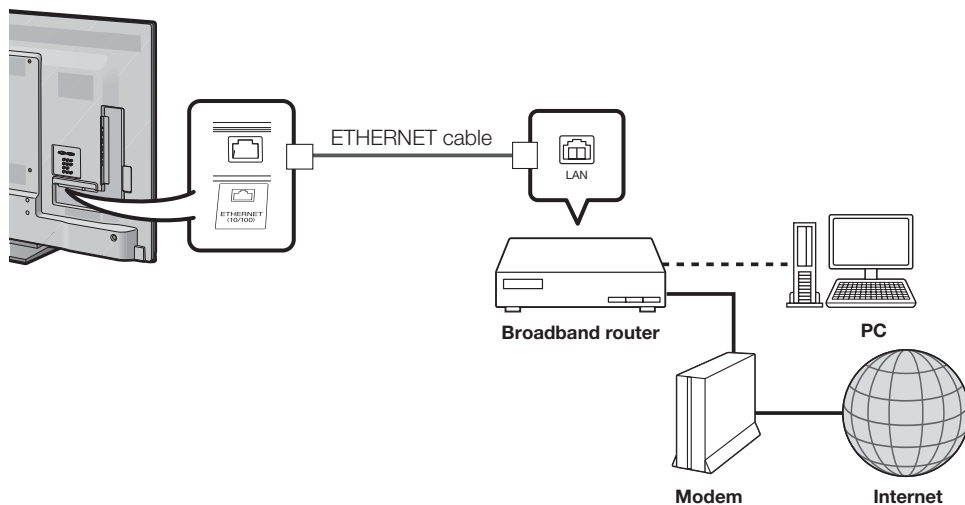 ETHERNET cable
LAN
ETHERNET
(10/100)
Broadband router
PC
Modem
Internet